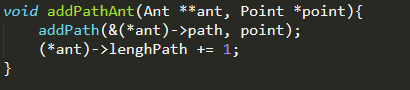 void addPathAnt(Ant **ant, Point *point){
    addPath(&(*ant)->path, point);
    (*ant)->lenghPath += 1;
}